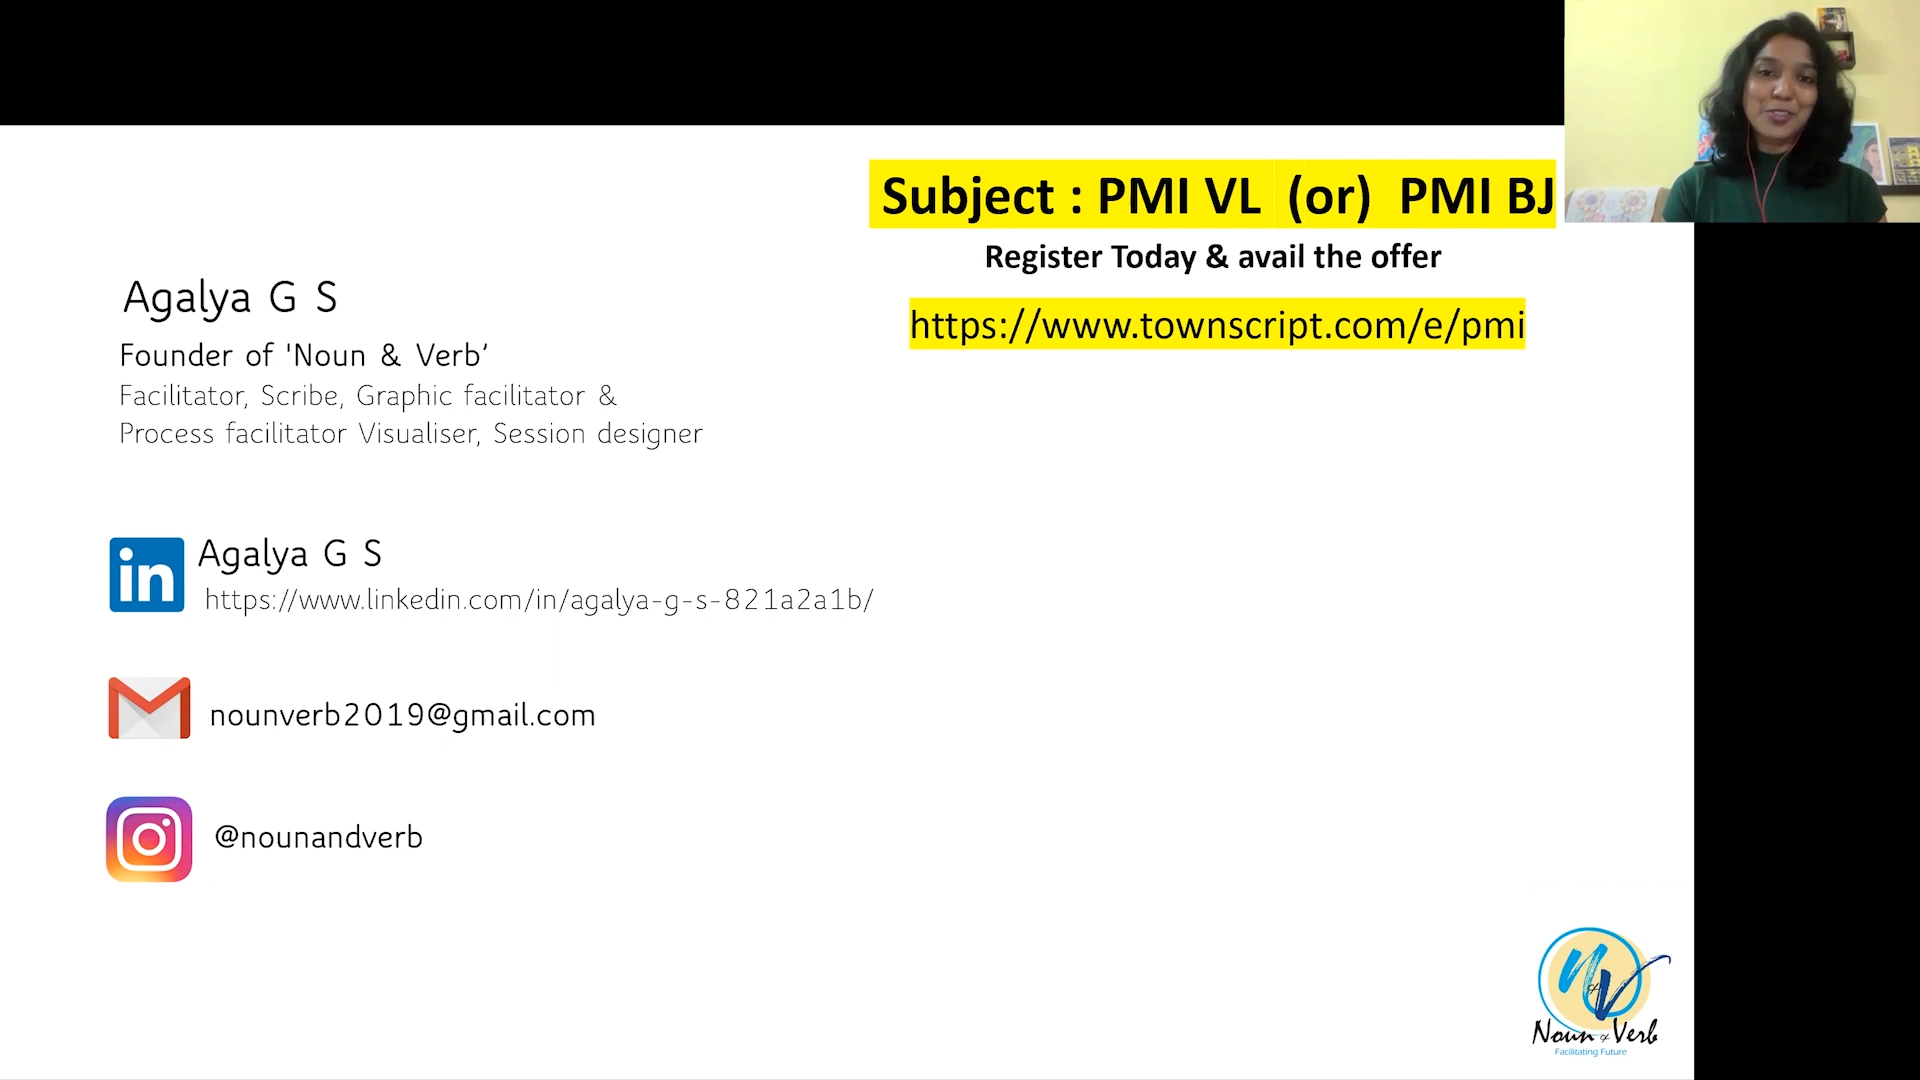 Subject : PMI VL (or) PMI BJ
Register Today & avail the offer
https://www.townscript.com/e/pmi
Agalya G S
Founder of 'Noun & Verb’
Facilitator, Scribe, Graphic facilitator &
Process facilitator Visualiser, Session designer
in Agalya G S
https://www.linkedin.com/in/agalya-g-s-821a2a1b/
nounverb2019@gmail.com
@nounandverb
n & V
Noun & Verb
Facilitating Future